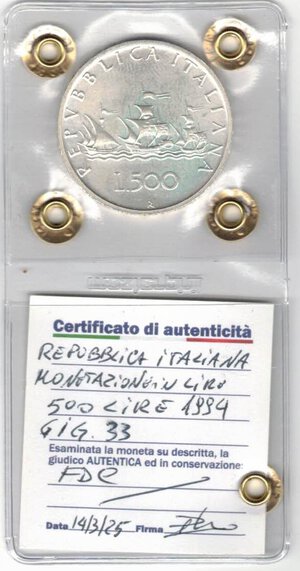 REPVBBLICA ITALIANA
L.500
R
Certificato di autenticità
REPUBBLICA ITALIANA
MONETAZIONE IN LIRE
500 LIRE 1994
GIG. 33
Esaminata la moneta su descritta, la
giudico AUTENTICA ed in conservazione:
FDC
Data 14/3/25 Firma